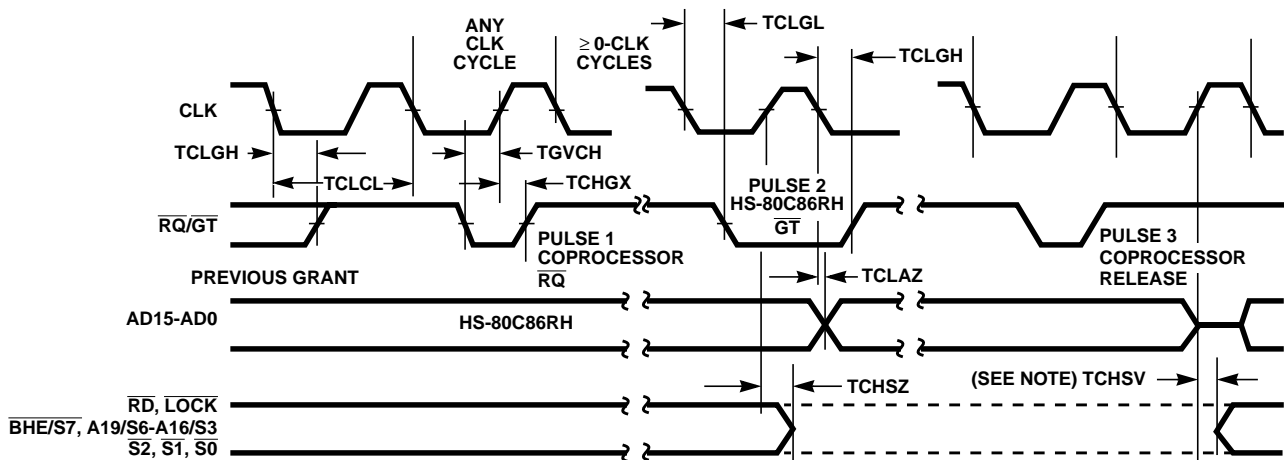 ANY
CLK
CYCLE
≥ 0-CLK
CYCLES
TCLGL
TCLGH
CLK
TCLGH
TCLCL
TGVCH
TCHGX
RQ/GT
PULSE 2
HS-80C86RH
GT
PULSE 1
COPROCESSOR
RQ
PULSE 3
COPROCESSOR
RELEASE
PREVIOUS GRANT
TCLAZ
AD15-AD0
HS-80C86RH
TCHSZ
(SEE NOTE) TCHSV
RD, LOCK
BHE/S7, A19/S6-A16/S3
S2, S1, S0